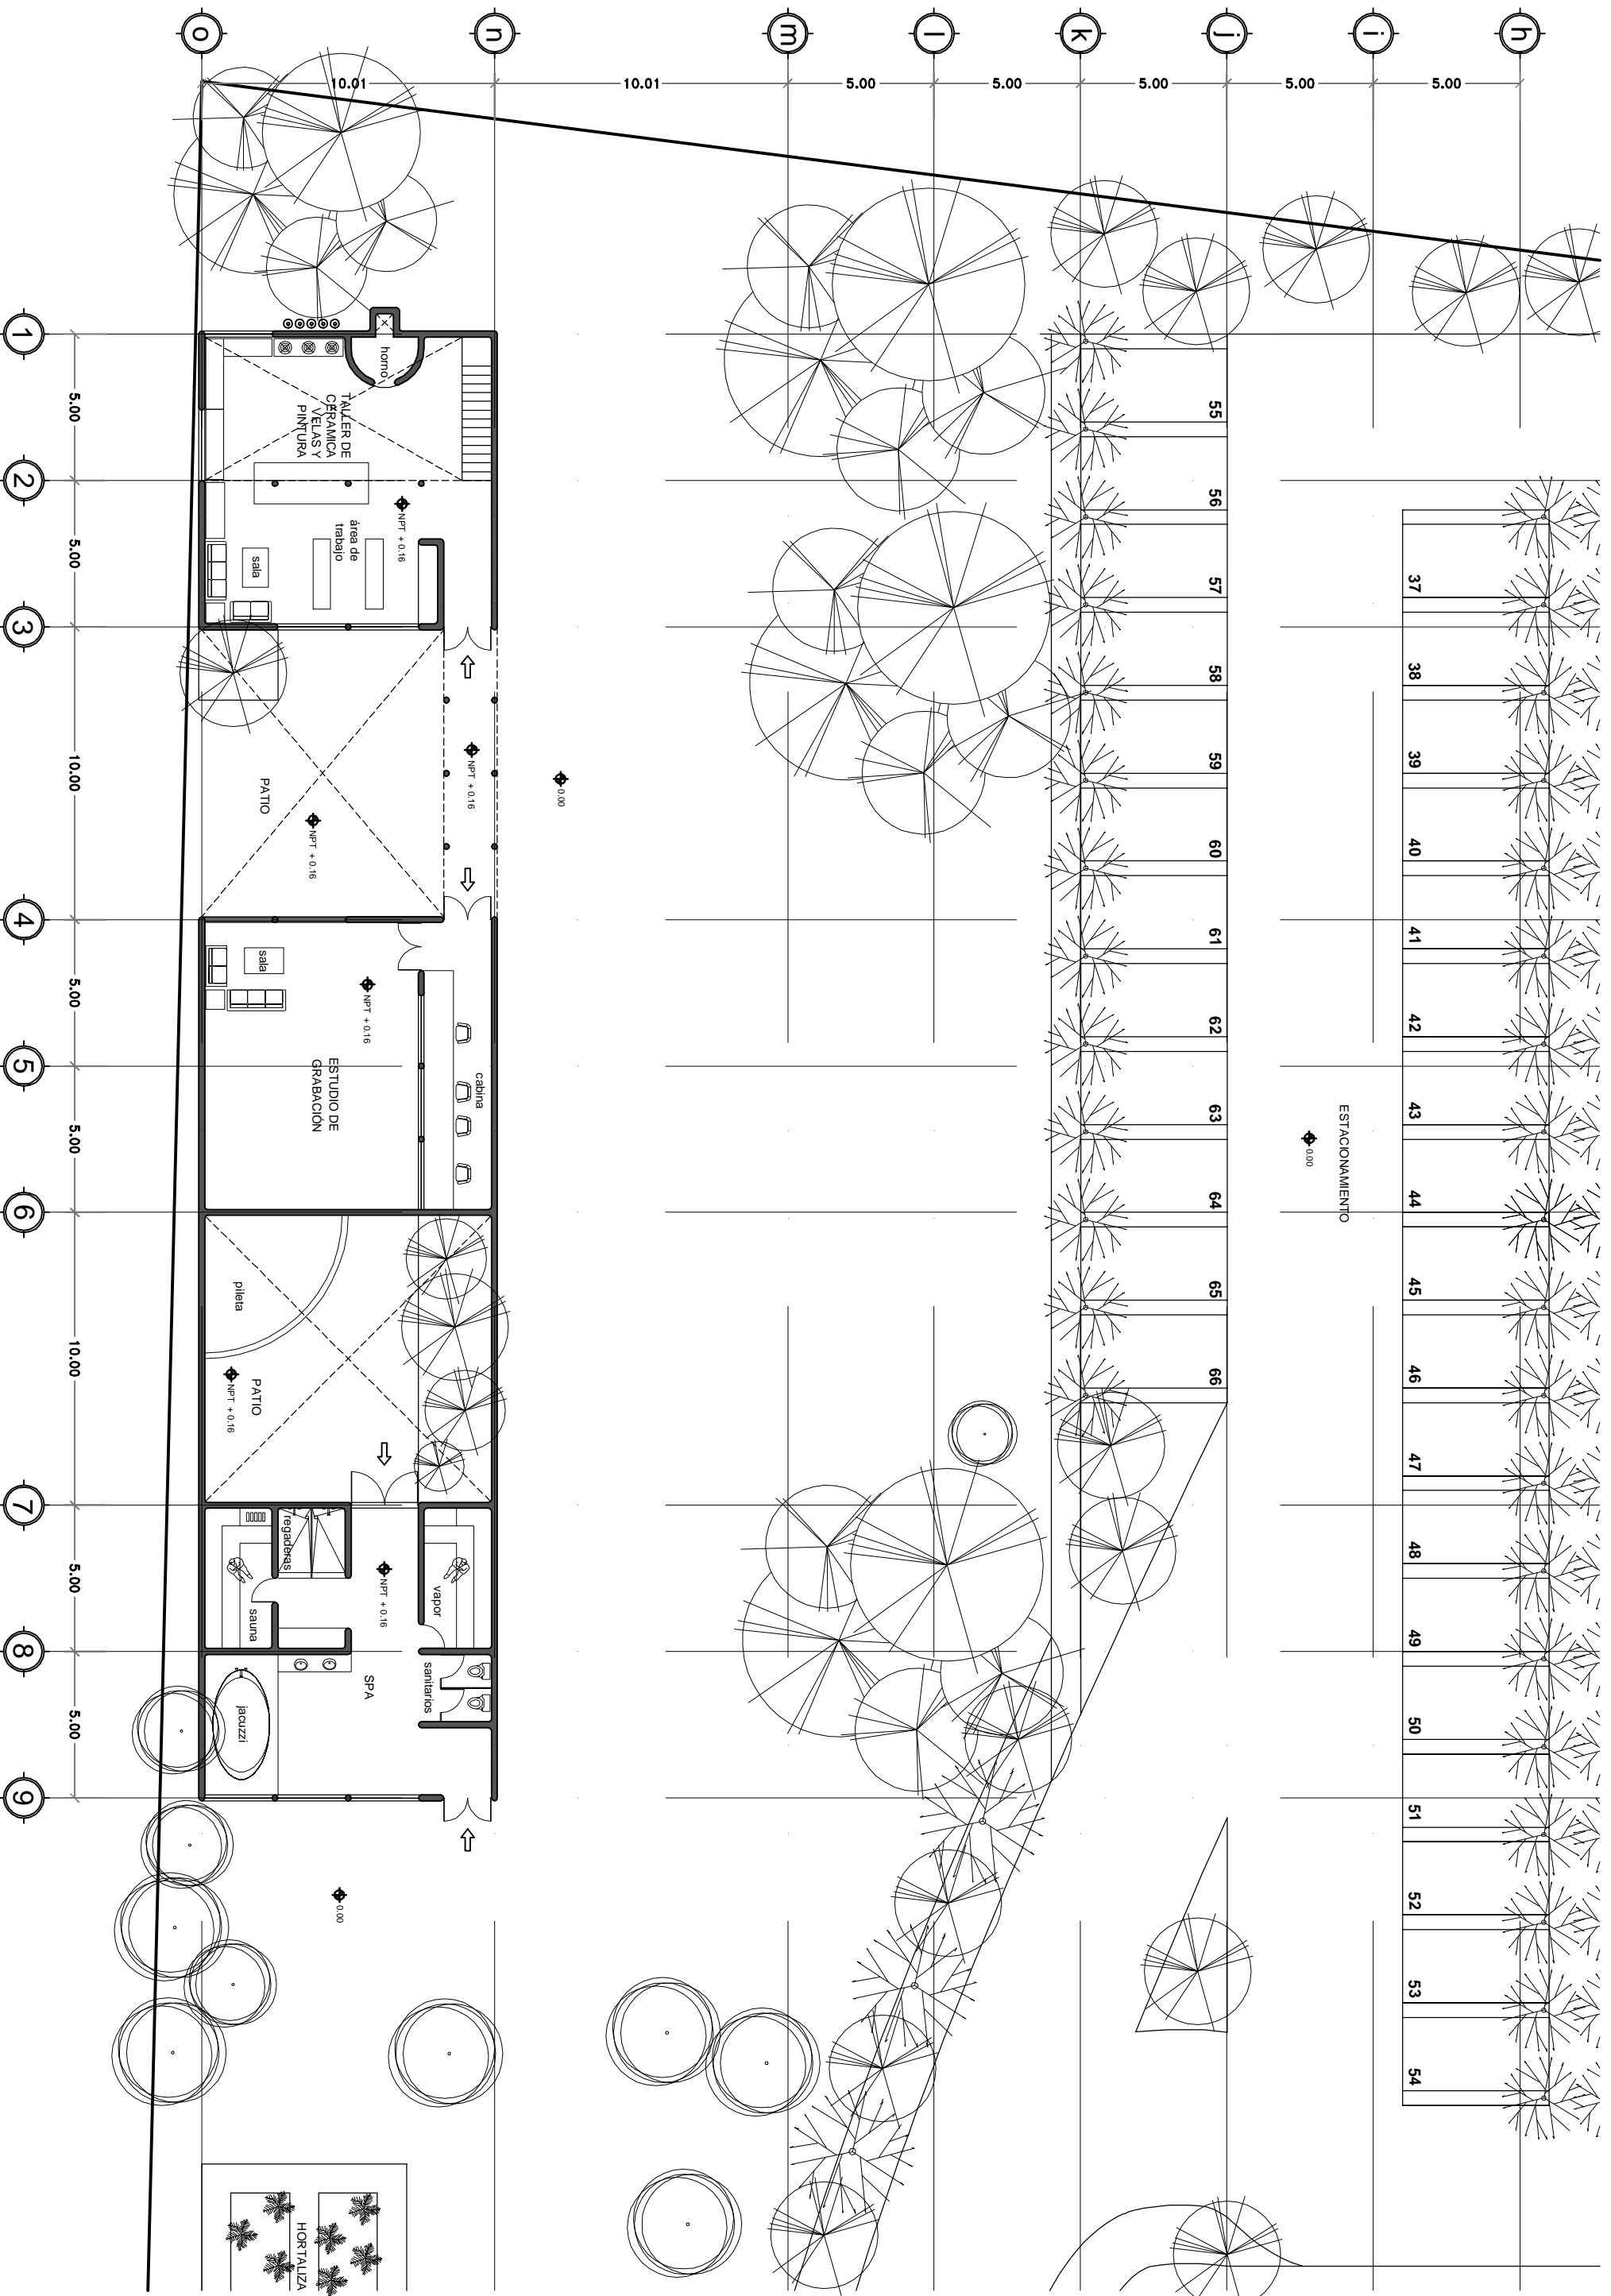 o
n
m
l
k
j
i
h
10.01
10.01
5.00
5.00
5.00
5.00
5.00
1
2
3
4
5
6
7
8
9
5.00
5.00
10.00
5.00
5.00
10.00
5.00
5.00
horno
TALLER DE
CERAMICA
VELAS Y
PINTURA
NPT + 0.16
área de
trabajo
sala
NPT + 0.16
PATIO
NPT + 0.16
0.00
sala
NPT + 0.16
ESTUDIO DE
GRABACIÓN
cabina
pileta
PATIO
NPT + 0.16
regaderas
NPT + 0.16
vapor
sauna
sanitarios
SPA
jacuzzi
0.00
HORTALIZA
55
56
57
58
59
60
61
62
63
64
65
66
ESTACIONAMIENTO
0.00
37
38
39
40
41
42
43
44
45
46
47
48
49
50
51
52
53
54